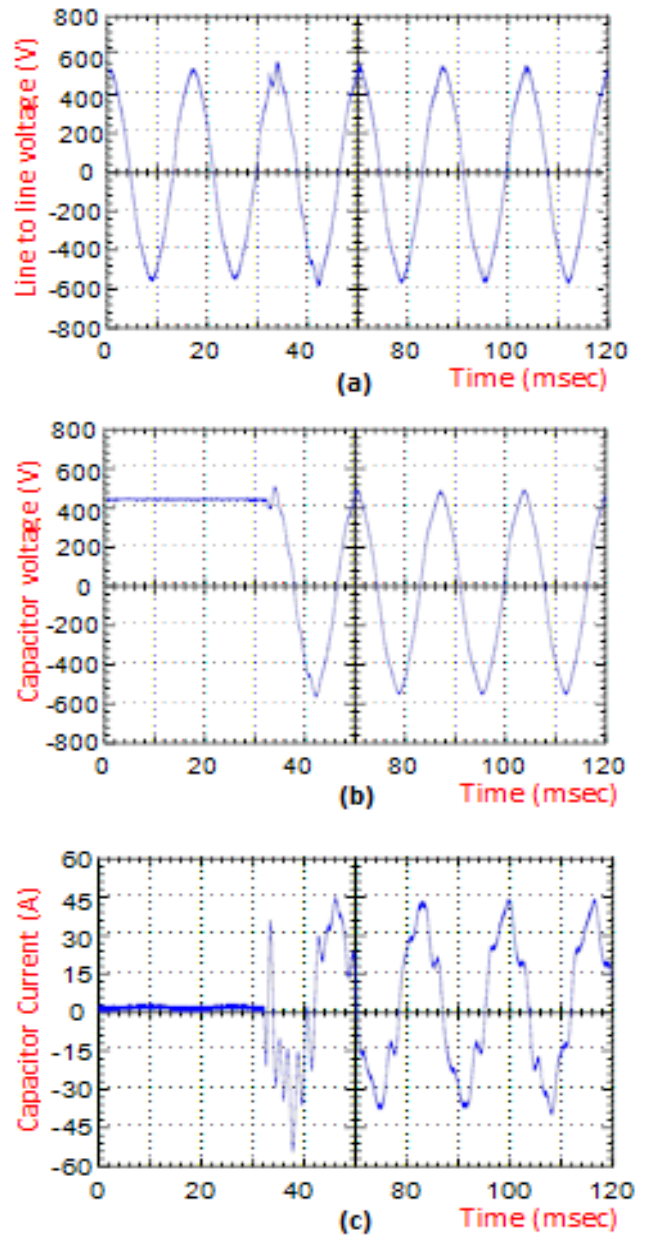 800
600
400
200
0
-200
-400
-600
-800
Line to line voltage (V)
0 20 40 60 80 100 120
Time (msec)
(a)
800
600
400
200
0
-200
-400
-600
-800
Capacitor voltage (V)
0 20 40 60 80 100 120
Time (msec)
(b)
60
45
30
15
0
-15
-30
-45
-60
Capacitor Current (A)
0 20 40 60 80 100 120
Time (msec)
(c)